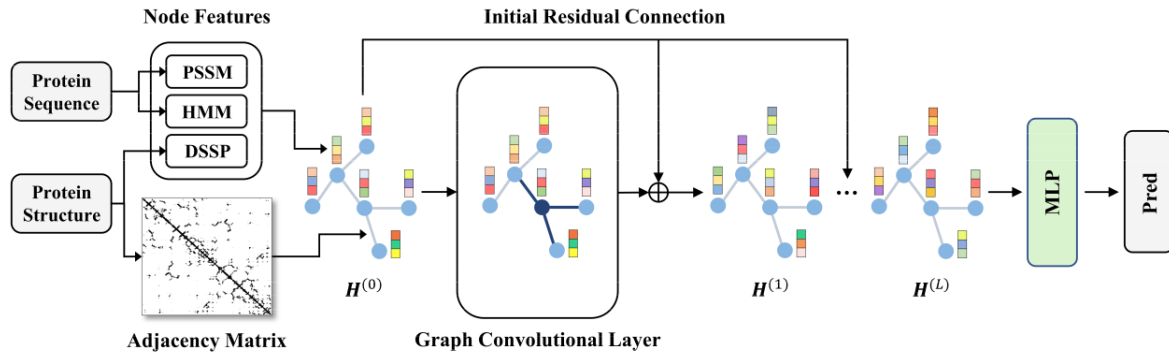 Node Features
Initial Residual Connection
Protein
Sequence
PSSM
HMM
DSSP
Protein
Structure
Adjacency Matrix
H^{(0)}
Graph Convolutional Layer
H^{(1)}
...
H^{(L)}
MLP
Pred